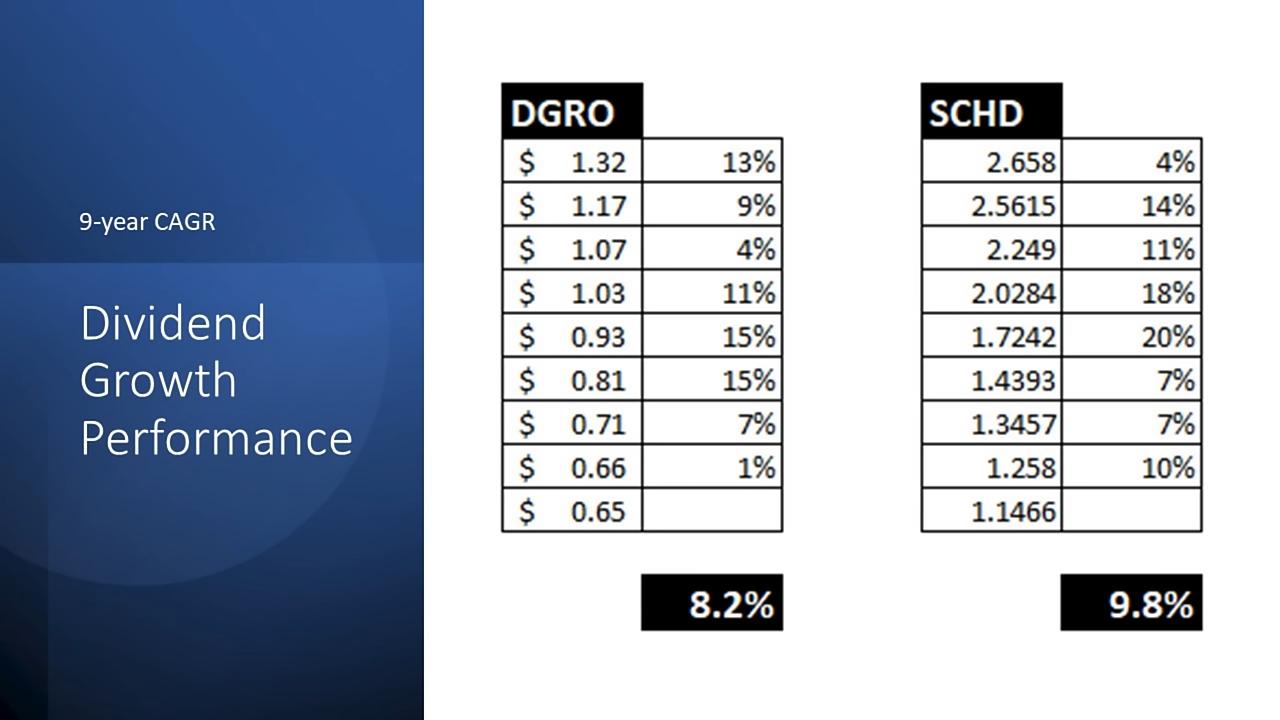 9-year CAGR
Dividend
Growth
Performance
DGRO
$ 1.32 13%
$ 1.17 9%
$ 1.07 4%
$ 1.03 11%
$ 0.93 15%
$ 0.81 15%
$ 0.71 7%
$ 0.66 1%
$ 0.65
8.2%
SCHD
2.658 4%
2.5615 14%
2.249 11%
2.0284 18%
1.7242 20%
1.4393 7%
1.3457 7%
1.258 10%
1.1466
9.8%